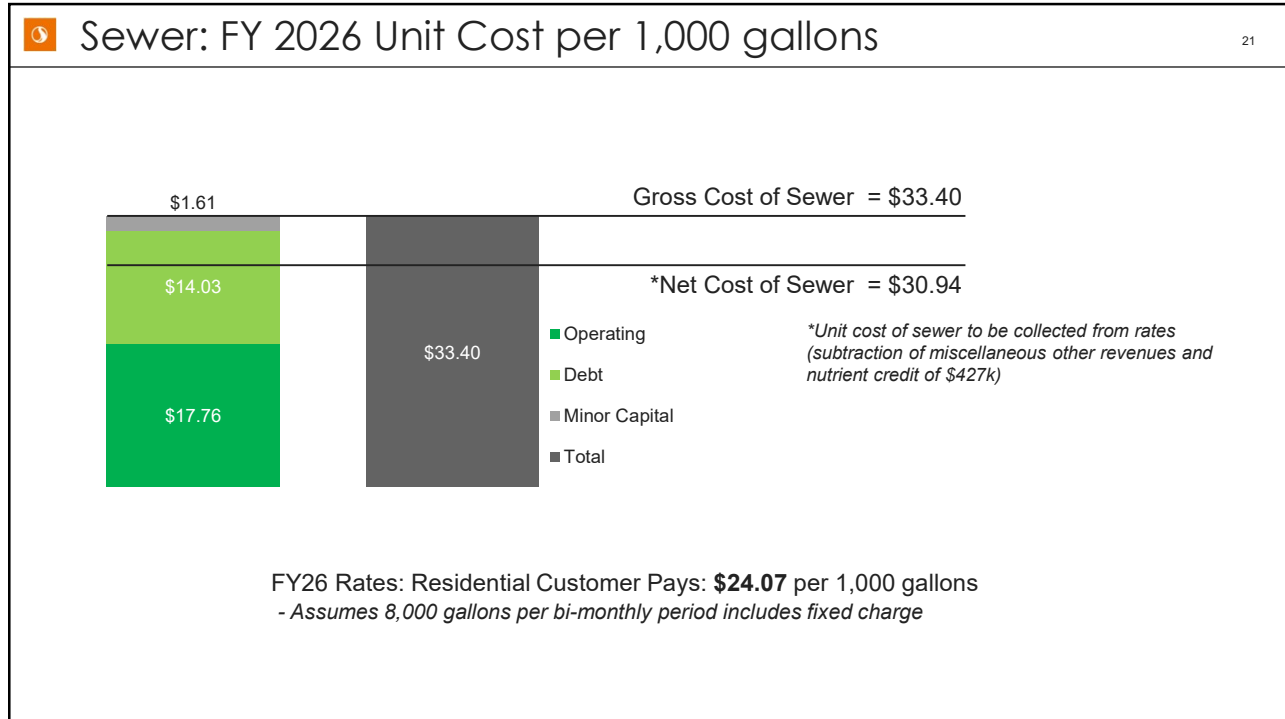 Sewer: FY 2026 Unit Cost per 1,000 gallons
21
$1.61
Gross Cost of Sewer = $33.40
$14.03
*Net Cost of Sewer = $30.94
$33.40
$17.76
Operating
Debt
Minor Capital
Total
*Unit cost of sewer to be collected from rates
(subtraction of miscellaneous other revenues and
nutrient credit of $427k)
FY26 Rates: Residential Customer Pays: $24.07 per 1,000 gallons
- Assumes 8,000 gallons per bi-monthly period includes fixed charge